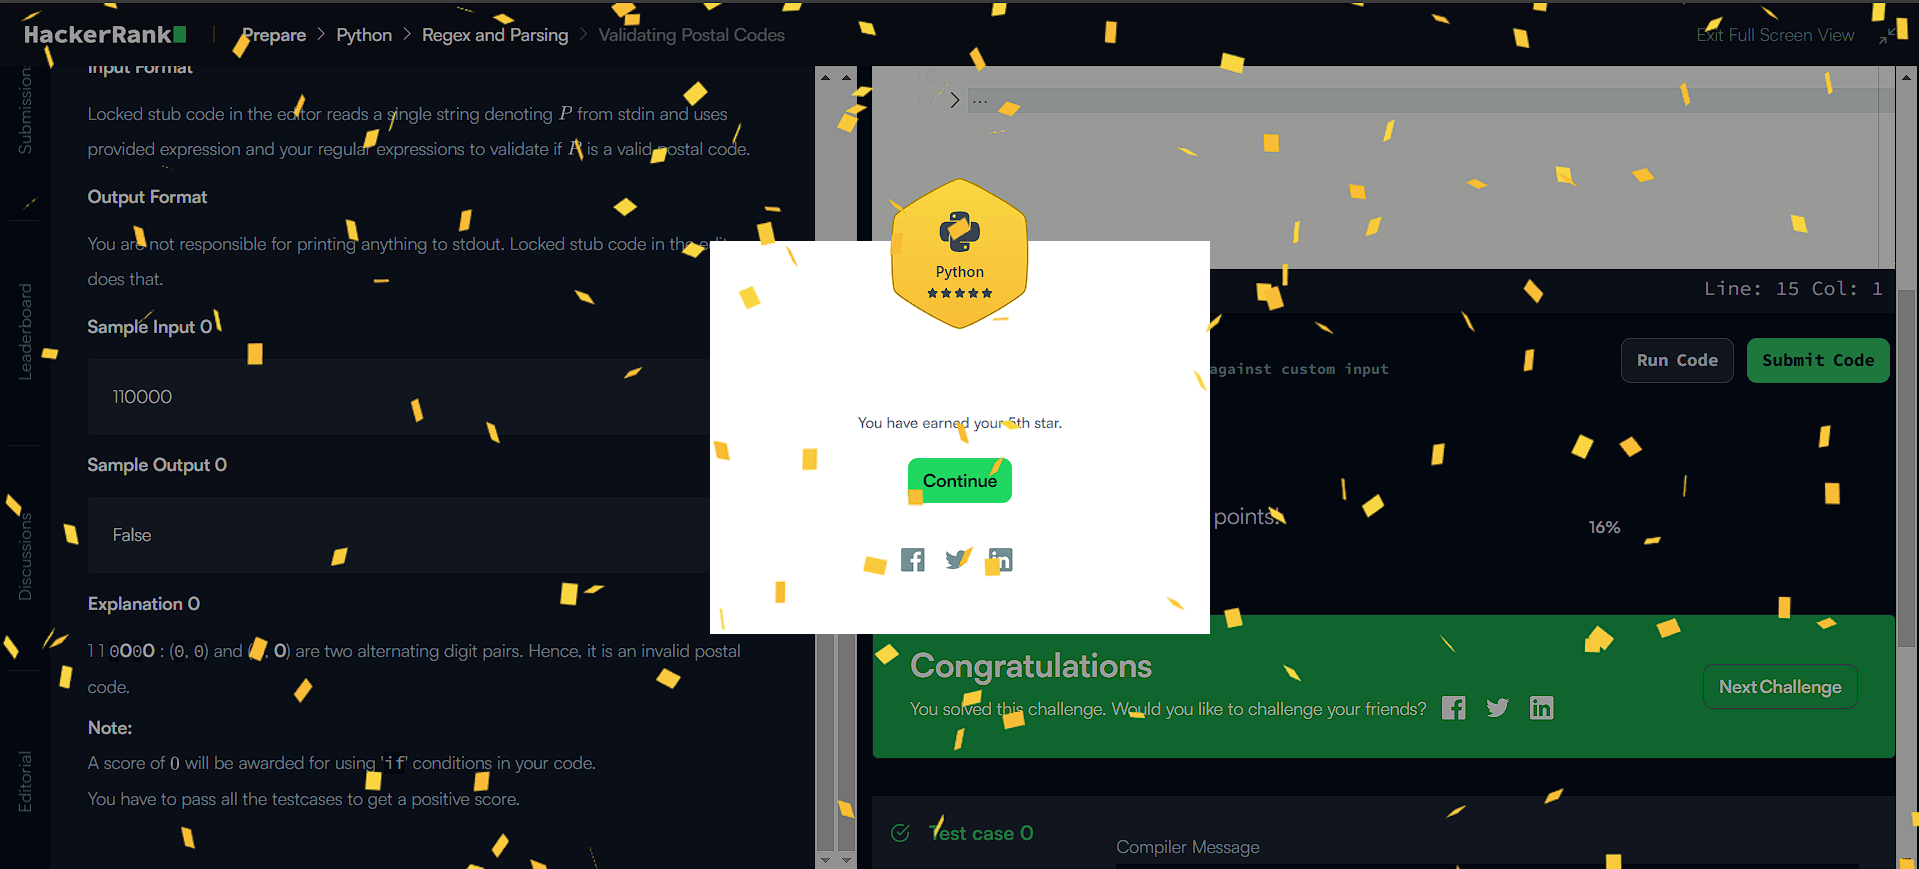 HackerRank
Prepare > Python > Regex and Parsing > Validating Postal Codes
Exit Full Screen View
Submissions
Leaderboard
Discussions
Editorial
Input Format
Locked stub code in the editor reads a single string denoting P from stdin and uses
provided expression and your regular expressions to validate if P is a valid postal code.
Output Format
You are not responsible for printing anything to stdout. Locked stub code in the
does that.
Sample Input 0
110000
Sample Output 0
False
Explanation 0
110000 : (0, 0) and ( , 0) are two alternating digit pairs. Hence, it is an invalid postal
code.
Note:
A score of 0 will be awarded for using 'if' conditions in your code.
You have to pass all the testcases to get a positive score.
16
17
...
Python
You have earned your 5th star.
Continue
Line: 15 Col: 1
against custom input
Run Code
Submit Code
points!
16%
Congratulations
You solved this challenge. Would you like to challenge your friends?
Next Challenge
Test case 0
Compiler Message